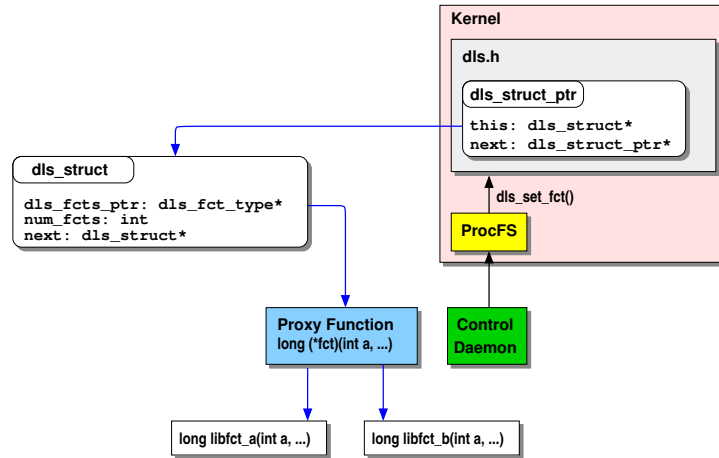 Kernel
dls.h
dls_struct_ptr
this: dls_struct*
next: dls_struct_ptr*
dls_struct
dls_fcts_ptr: dls_fct_type*
num_fcts: int
next: dls_struct*
dls_set_fct()
ProcFS
Proxy Function
long (*fct)(int a, ...)
Control
Daemon
long libfct_a(int a, ...)
long libfct_b(int a, ...)